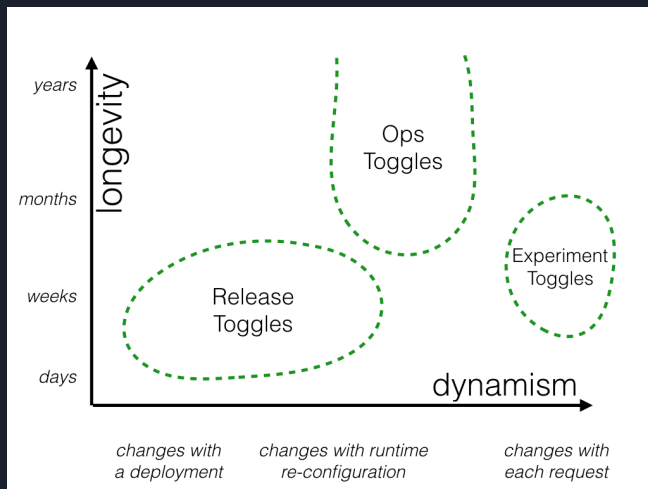 years
longevity
months
weeks
days
Ops
Toggles
Experiment
Toggles
Release
Toggles
dynamism
changes with
a deployment
changes with runtime
re-configuration
changes with
each request